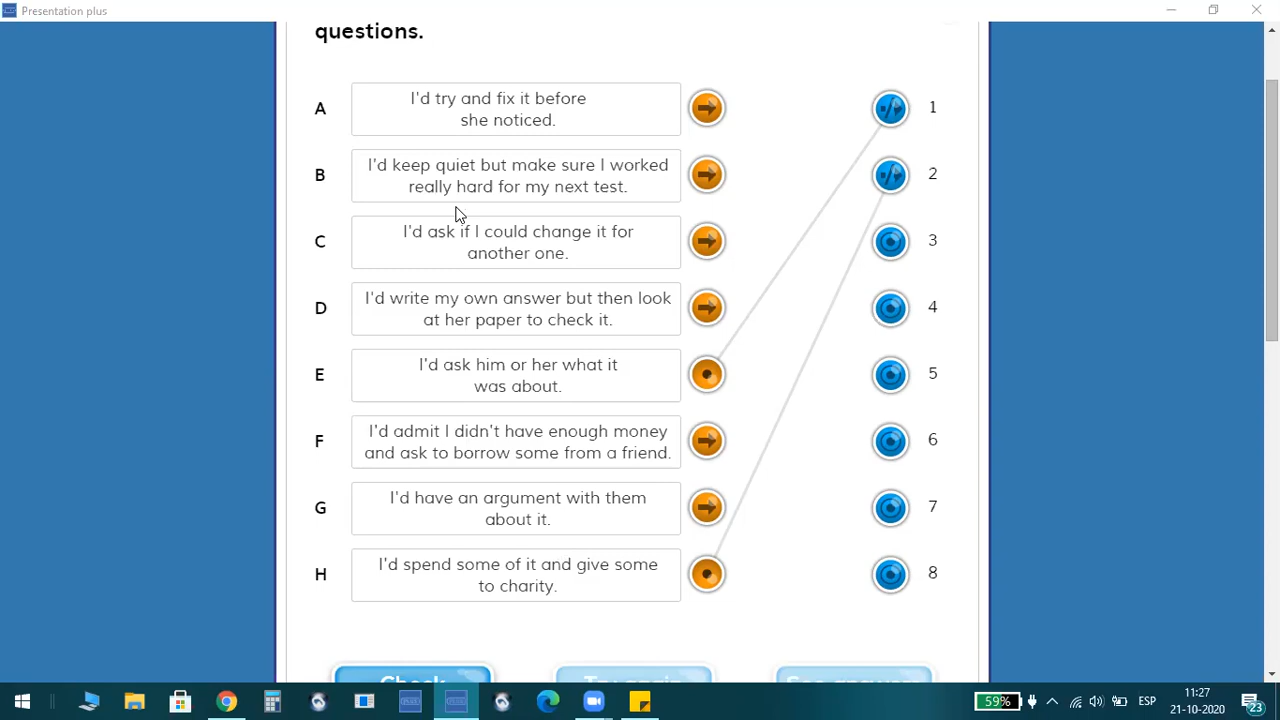 Presentation plus
questions.
A
I'd try and fix it before
she noticed.
1
B
I'd keep quiet but make sure I worked
really hard for my next test.
2
C
I'd ask if I could change it for
another one.
3
D
I'd write my own answer but then look
at her paper to check it.
4
E
I'd ask him or her what it
was about.
5
F
I'd admit I didn't have enough money
and ask to borrow some from a friend.
6
G
I'd have an argument with them
about it.
7
H
I'd spend some of it and give some
to charity.
8
Check
Try again
See answers
59%
ESP
11:27
21-10-2020
23